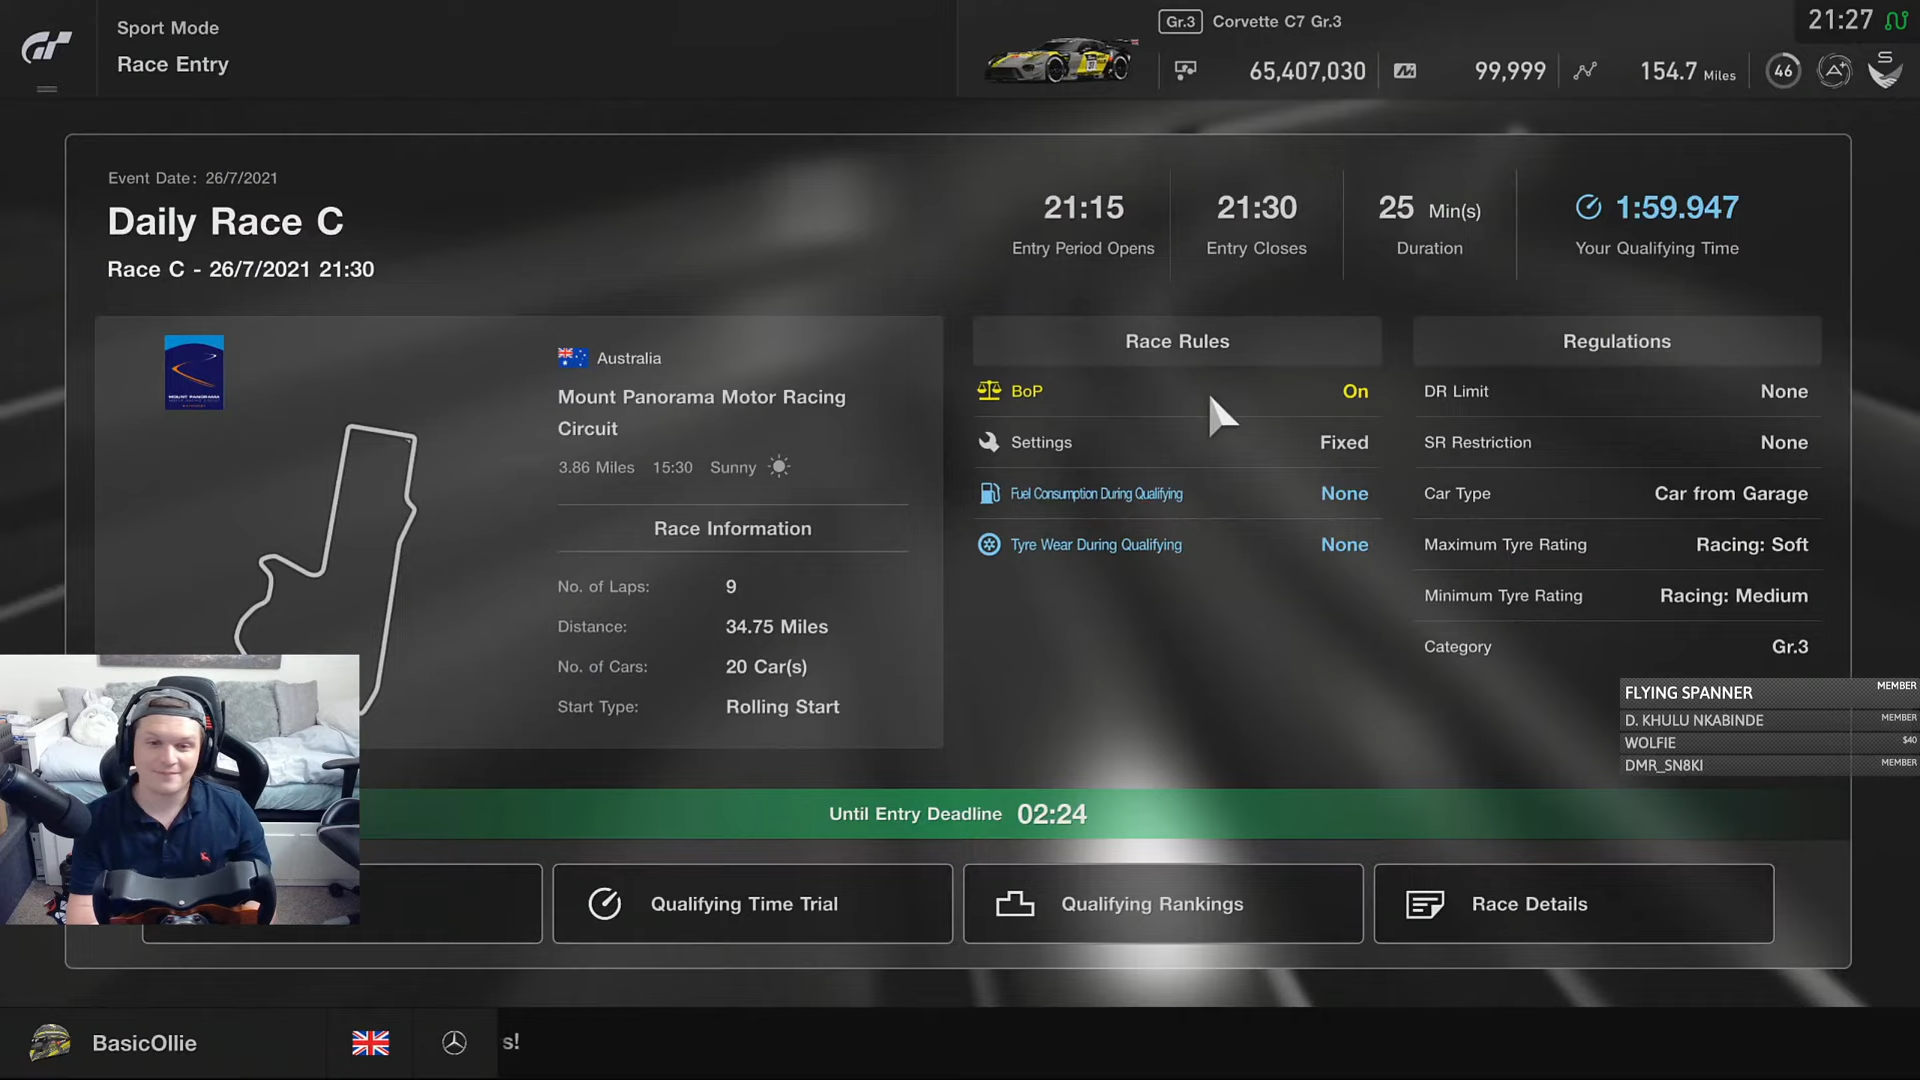 Sport Mode
Race Entry
Gr.3 Corvette C7 Gr.3
65,407,030
99,999
154.7 Miles
46
A+
S
21:27
Event Date: 26/7/2021
Daily Race C
Race C - 26/7/2021 21:30
21:15
Entry Period Opens
21:30
Entry Closes
25 Min(s)
Duration
1:59.947
Your Qualifying Time
MOUNT PANORAMA
Australia
Mount Panorama Motor Racing
Circuit
3.86 Miles 15:30 Sunny
Race Information
No. of Laps: 9
Distance: 34.75 Miles
No. of Cars: 20 Car(s)
Start Type: Rolling Start
Race Rules
BoP On
Settings Fixed
Fuel Consumption During Qualifying None
Tyre Wear During Qualifying None
Regulations
DR Limit None
SR Restriction None
Car Type Car from Garage
Maximum Tyre Rating Racing: Soft
Minimum Tyre Rating Racing: Medium
Category Gr.3
FLYING SPANNER MEMBER
D. KHULU NKABINDE MEMBER
WOLFIE $40
DMR_SN8KI MEMBER
Until Entry Deadline 02:24
Qualifying Time Trial
Qualifying Rankings
Race Details
BasicOllie
s!